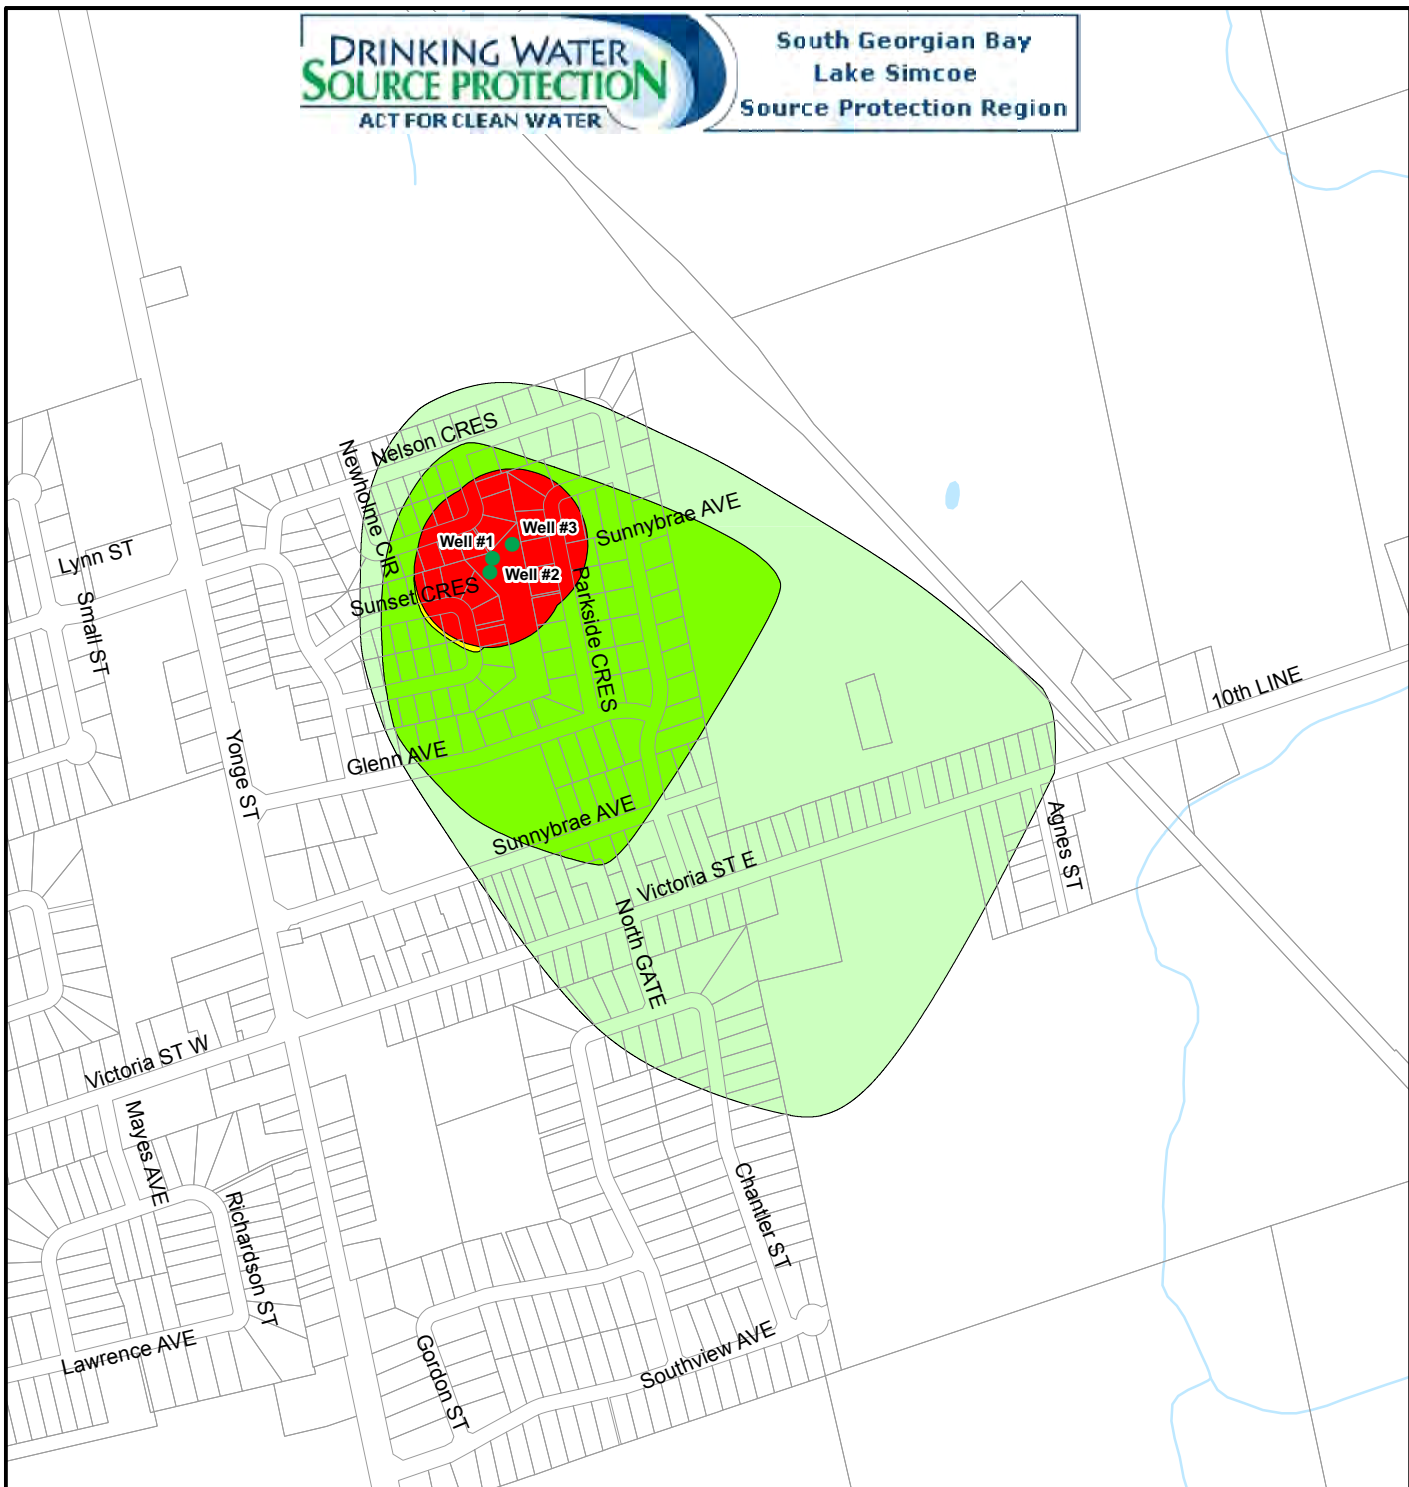 DRINKING WATER
SOURCE PROTECTION
ACT FOR CLEAN WATER
South Georgian Bay
Lake Simcoe
Source Protection Region
Nelson CRES
Newholme CIR
Sunnybrae AVE
Well #3
Well #1
Well #2
Lynn ST
Small ST
Sunset CRES
Parkside CRES
10th LINE
Yonge ST
Glenn AVE
Sunnybrae AVE
Agnes ST
Victoria ST E
North GATE
Victoria ST W
Mayes AVE
Richardson ST
Chantler ST
Lawrence AVE
Gordon ST
Southview AVE